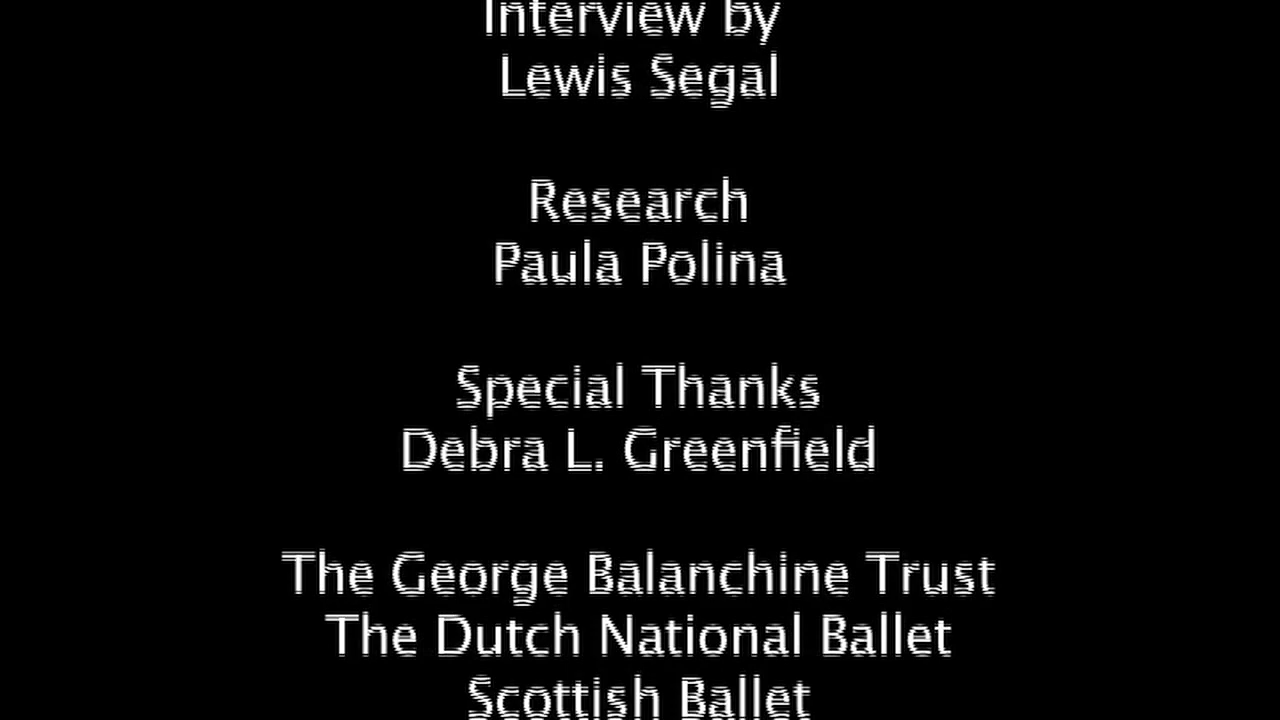 Interview by
Lewis Segal
Research
Paula Polina
Special Thanks
Debra L. Greenfield
The George Balanchine Trust
The Dutch National Ballet
Scottish Ballet